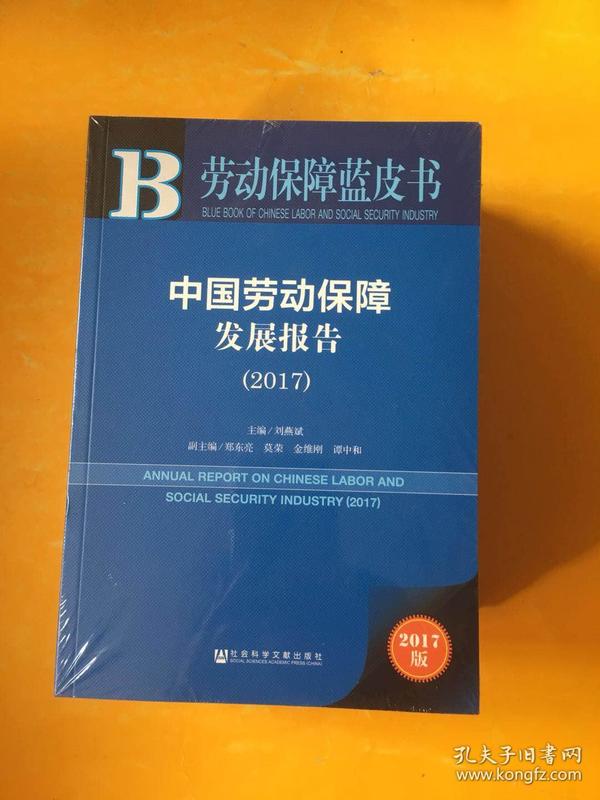 B
劳动保障蓝皮书
BLUE BOOK OF CHINESE LABOR AND SOCIAL SECURITY INDUSTRY
中国劳动保障
发展报告
(2017)
主编/刘燕斌
副主编/郑东亮 莫荣 金维刚 谭中和
ANNUAL REPORT ON CHINESE LABOR AND
SOCIAL SECURITY INDUSTRY (2017)
2017
版
社会科学文献出版社
SOCIAL SCIENCES ACADEMIC PRESS (CHINA)
孔夫子旧书网
www.kongfz.com